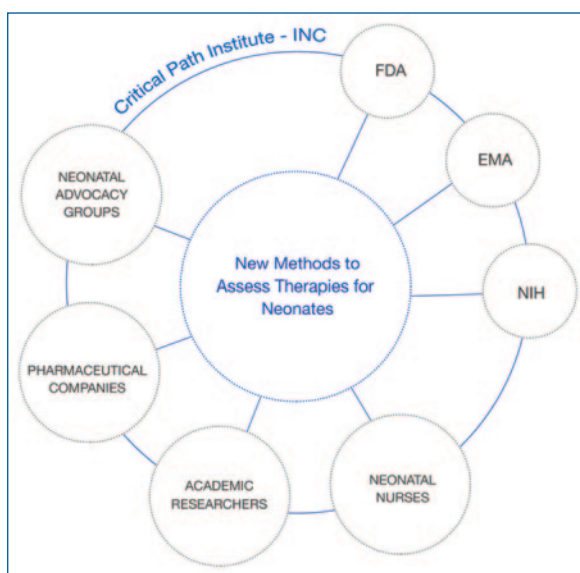 Critical Path Institute - INC
FDA
EMA
NIH
NEONATAL
NURSES
ACADEMIC
RESEARCHERS
PHARMACEUTICAL
COMPANIES
NEONATAL
ADVOCACY
GROUPS
New Methods to
Assess Therapies for
Neonates